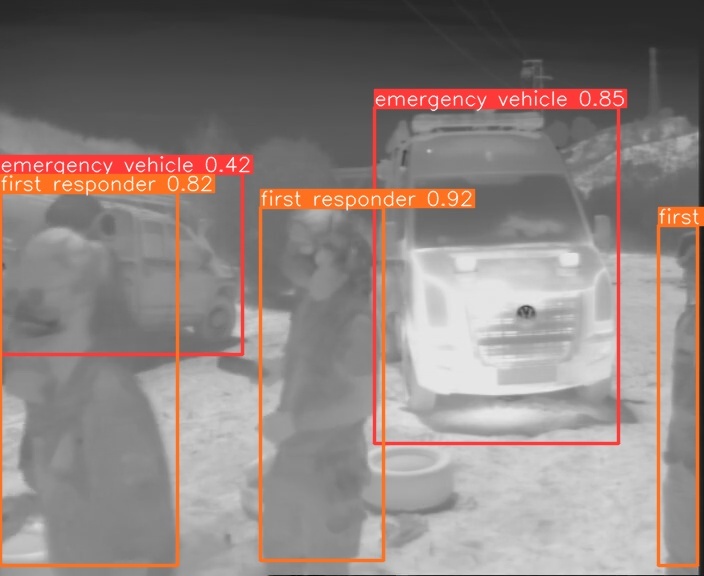 emergency vehicle 0.85
emergency vehicle 0.42
first responder 0.82
first responder 0.92
first